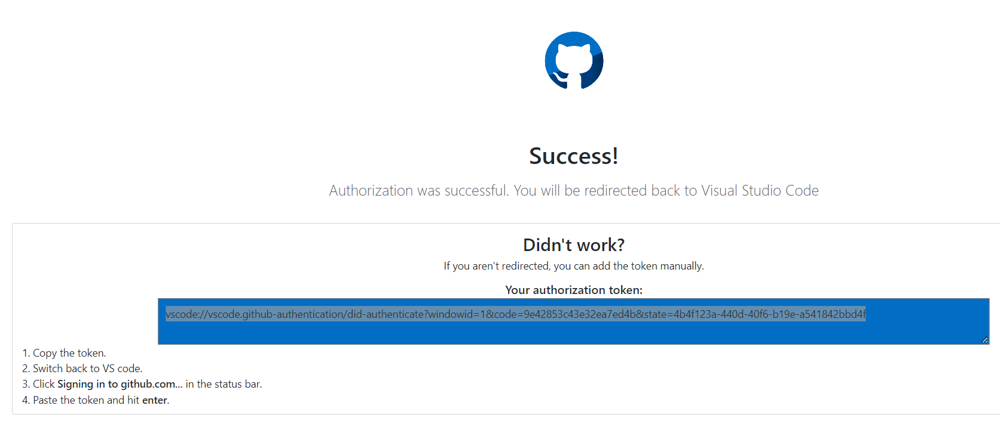 Success!
Authorization was successful. You will be redirected back to Visual Studio Code
Didn't work?
If you aren't redirected, you can add the token manually.
Your authorization token:
vscode://vscode.github-authentication/did-authenticate?windowid=1&code=9e42853c43e32ea7ed4b&state=4b4f123a-440d-40f6-b19e-a541842bbd4f
1. Copy the token.
2. Switch back to VS code.
3. Click Signing in to github.com... in the status bar.
4. Paste the token and hit enter.